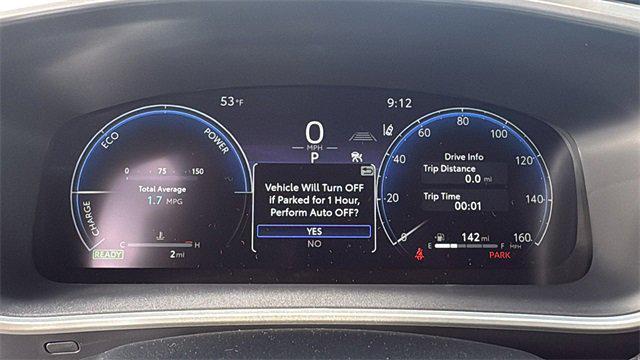 53°F
9:12
ECO
POWER
CHARGE
0 75 150
Total Average
1.7 MPG
C H
READY
2 mi
0
MPH
P
Vehicle Will Turn OFF
if Parked for 1 Hour,
Perform Auto OFF?
YES
NO
0
20
40
60
80
100
120
140
160
MPH
Drive Info
Trip Distance
0.0 mi
Trip Time
00:01
142 mi
E F
PARK